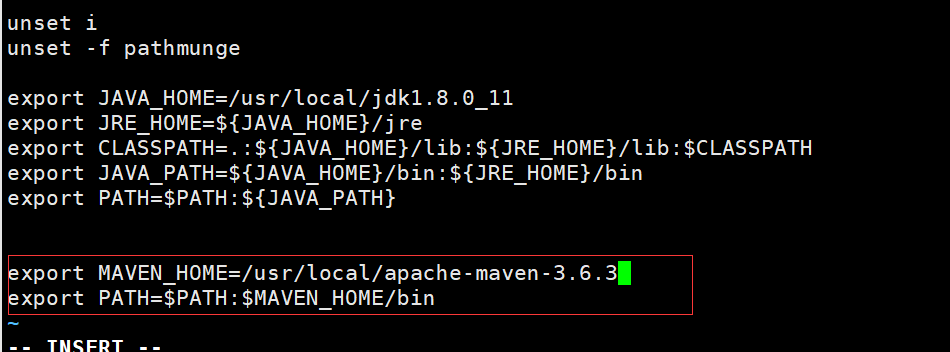 unset i
unset -f pathmunge
export JAVA_HOME=/usr/local/jdk1.8.0_11
export JRE_HOME=${JAVA_HOME}/jre
export CLASSPATH=.:${JAVA_HOME}/lib:${JRE_HOME}/lib:$CLASSPATH
export JAVA_PATH=${JAVA_HOME}/bin:${JRE_HOME}/bin
export PATH=$PATH:${JAVA_PATH}
export MAVEN_HOME=/usr/local/apache-maven-3.6.3
export PATH=$PATH:$MAVEN_HOME/bin
~
-- INSERT --